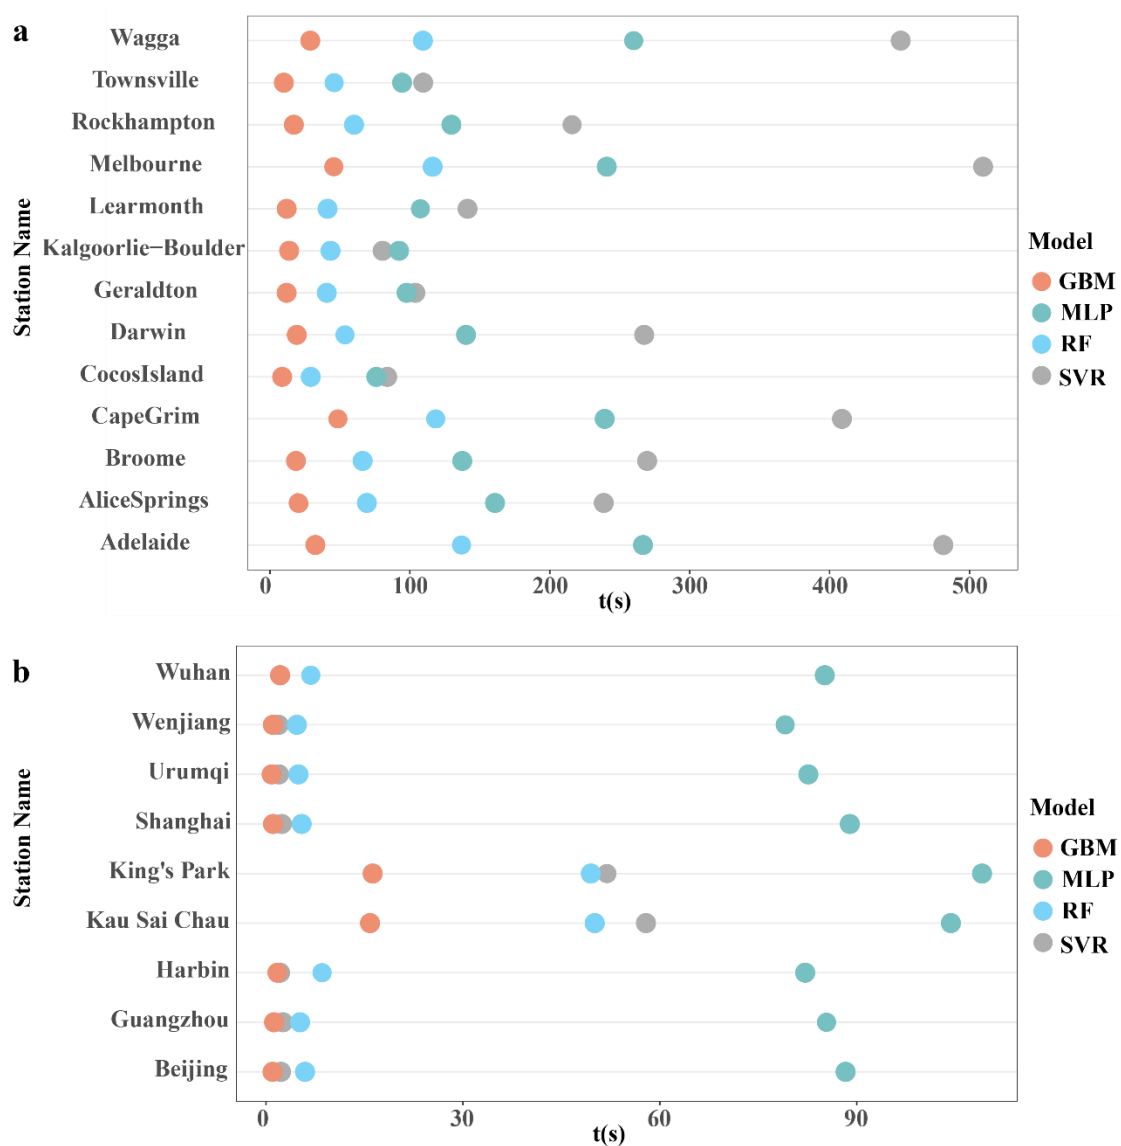 a
Wagga
Townsville
Rockhampton
Melbourne
Learmonth
Kalgoorlie−Boulder
Geraldton
Darwin
CocosIsland
CapeGrim
Broome
AliceSprings
Adelaide
Station Name
0 100 200 300 400 500
t(s)
Model
GBM
MLP
RF
SVR
b
Wuhan
Wenjiang
Urumqi
Shanghai
King's Park
Kau Sai Chau
Harbin
Guangzhou
Beijing
Station Name
0 30 60 90
t(s)
Model
GBM
MLP
RF
SVR